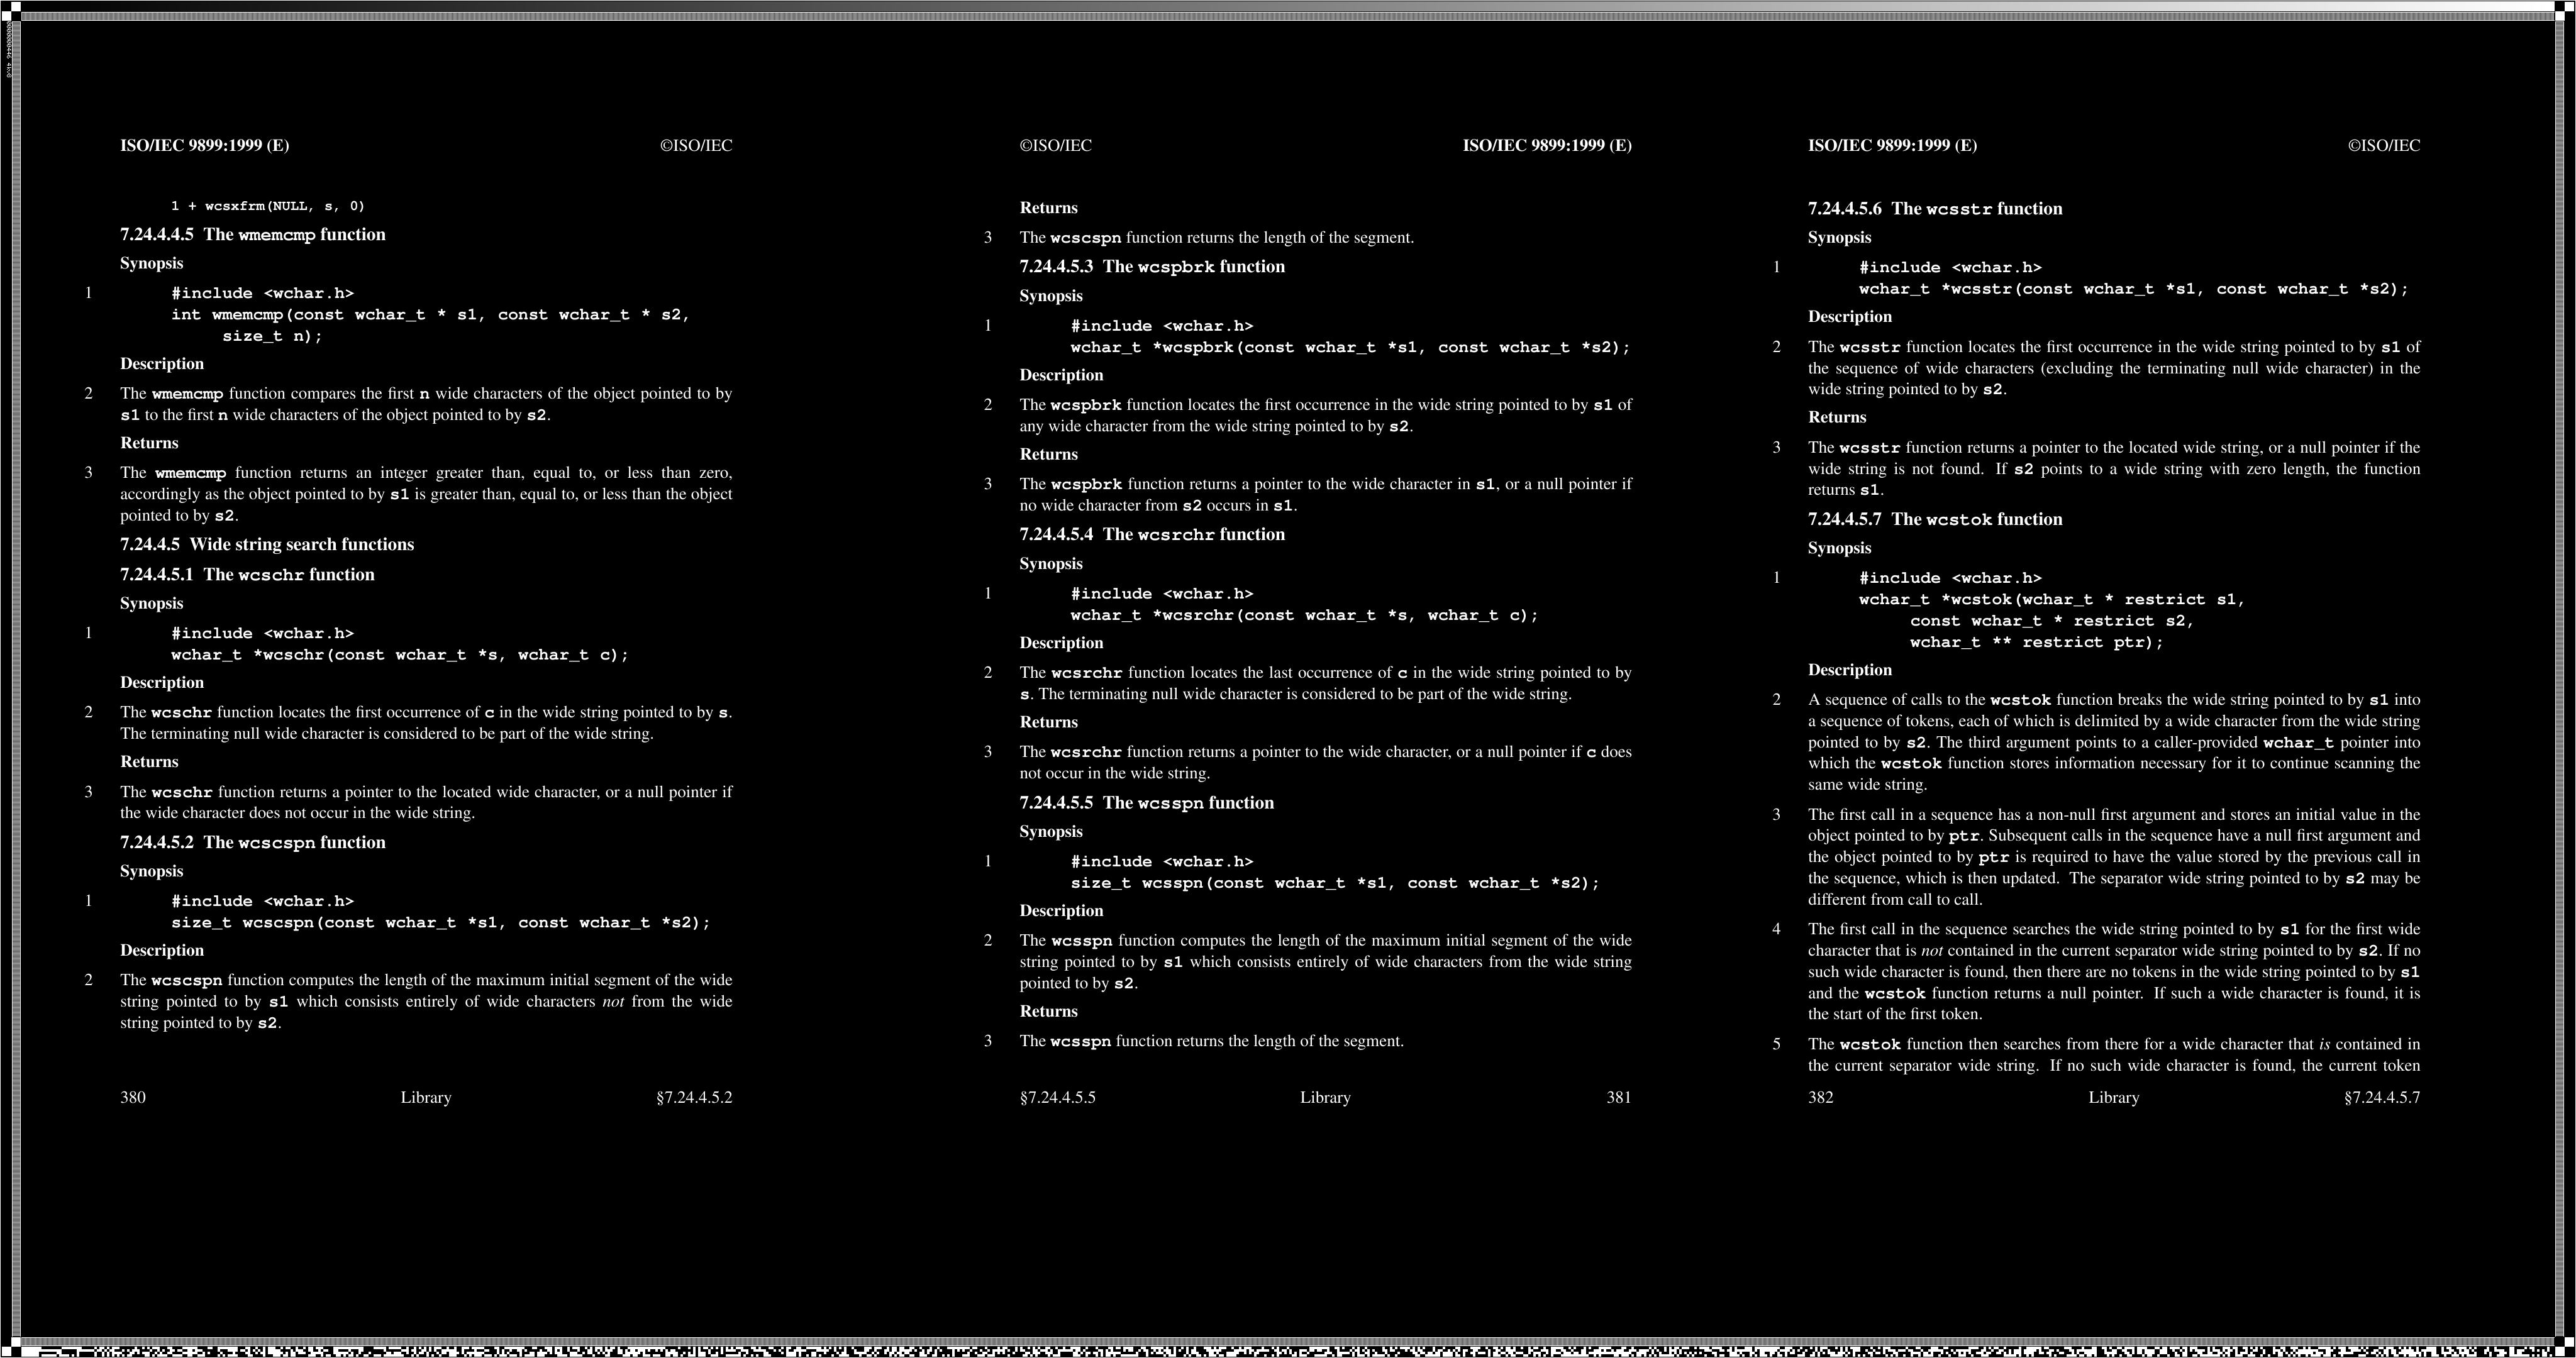 ISO/IEC 9899:1999 (E) ©ISO/IEC
1 + wcsxfrm(NULL, s, 0)
7.24.4.4.5 The wmemcmp function
Synopsis
1 #include <wchar.h>
int wmemcmp(const wchar_t * s1, const wchar_t * s2,
size_t n);
Description
2 The wmemcmp function compares the first n wide characters of the object pointed to by
s1 to the first n wide characters of the object pointed to by s2.
Returns
3 The wmemcmp function returns an integer greater than, equal to, or less than zero,
accordingly as the object pointed to by s1 is greater than, equal to, or less than the object
pointed to by s2.
7.24.4.5 Wide string search functions
7.24.4.5.1 The wcschr function
Synopsis
1 #include <wchar.h>
wchar_t *wcschr(const wchar_t *s, wchar_t c);
Description
2 The wcschr function locates the first occurrence of c in the wide string pointed to by s.
The terminating null wide character is considered to be part of the wide string.
Returns
3 The wcschr function returns a pointer to the located wide character, or a null pointer if
the wide character does not occur in the wide string.
7.24.4.5.2 The wcscspn function
Synopsis
1 #include <wchar.h>
size_t wcscspn(const wchar_t *s1, const wchar_t *s2);
Description
2 The wcscspn function computes the length of the maximum initial segment of the wide
string pointed to by s1 which consists entirely of wide characters not from the wide
string pointed to by s2.
380 Library §7.24.4.5.2
©ISO/IEC ISO/IEC 9899:1999 (E)
Returns
3 The wcscspn function returns the length of the segment.
7.24.4.5.3 The wcspbrk function
Synopsis
1 #include <wchar.h>
wchar_t *wcspbrk(const wchar_t *s1, const wchar_t *s2);
Description
2 The wcspbrk function locates the first occurrence in the wide string pointed to by s1 of
any wide character from the wide string pointed to by s2.
Returns
3 The wcspbrk function returns a pointer to the wide character in s1, or a null pointer if
no wide character from s2 occurs in s1.
7.24.4.5.4 The wcsrchr function
Synopsis
1 #include <wchar.h>
wchar_t *wcsrchr(const wchar_t *s, wchar_t c);
Description
2 The wcsrchr function locates the last occurrence of c in the wide string pointed to by
s. The terminating null wide character is considered to be part of the wide string.
Returns
3 The wcsrchr function returns a pointer to the wide character, or a null pointer if c does
not occur in the wide string.
7.24.4.5.5 The wcsspn function
Synopsis
1 #include <wchar.h>
size_t wcsspn(const wchar_t *s1, const wchar_t *s2);
Description
2 The wcsspn function computes the length of the maximum initial segment of the wide
string pointed to by s1 which consists entirely of wide characters from the wide string
pointed to by s2.
Returns
3 The wcsspn function returns the length of the segment.
§7.24.4.5.5 Library 381
ISO/IEC 9899:1999 (E) ©ISO/IEC
7.24.4.5.6 The wcsstr function
Synopsis
1 #include <wchar.h>
wchar_t *wcsstr(const wchar_t *s1, const wchar_t *s2);
Description
2 The wcsstr function locates the first occurrence in the wide string pointed to by s1 of
the sequence of wide characters (excluding the terminating null wide character) in the
wide string pointed to by s2.
Returns
3 The wcsstr function returns a pointer to the located wide string, or a null pointer if the
wide string is not found. If s2 points to a wide string with zero length, the function
returns s1.
7.24.4.5.7 The wcstok function
Synopsis
1 #include <wchar.h>
wchar_t *wcstok(wchar_t * restrict s1,
const wchar_t * restrict s2,
wchar_t ** restrict ptr);
Description
2 A sequence of calls to the wcstok function breaks the wide string pointed to by s1 into
a sequence of tokens, each of which is delimited by a wide character from the wide string
pointed to by s2. The third argument points to a caller-provided wchar_t pointer into
which the wcstok function stores information necessary for it to continue scanning the
same wide string.
3 The first call in a sequence has a non-null first argument and stores an initial value in the
object pointed to by ptr. Subsequent calls in the sequence have a null first argument and
the object pointed to by ptr is required to have the value stored by the previous call in
the sequence, which is then updated. The separator wide string pointed to by s2 may be
different from call to call.
4 The first call in the sequence searches the wide string pointed to by s1 for the first wide
character that is not contained in the current separator wide string pointed to by s2. If no
such wide character is found, then there are no tokens in the wide string pointed to by s1
and the wcstok function returns a null pointer. If such a wide character is found, it is
the start of the first token.
5 The wcstok function then searches from there for a wide character that is contained in
the current separator wide string. If no such wide character is found, the current token
382 Library §7.24.4.5.7